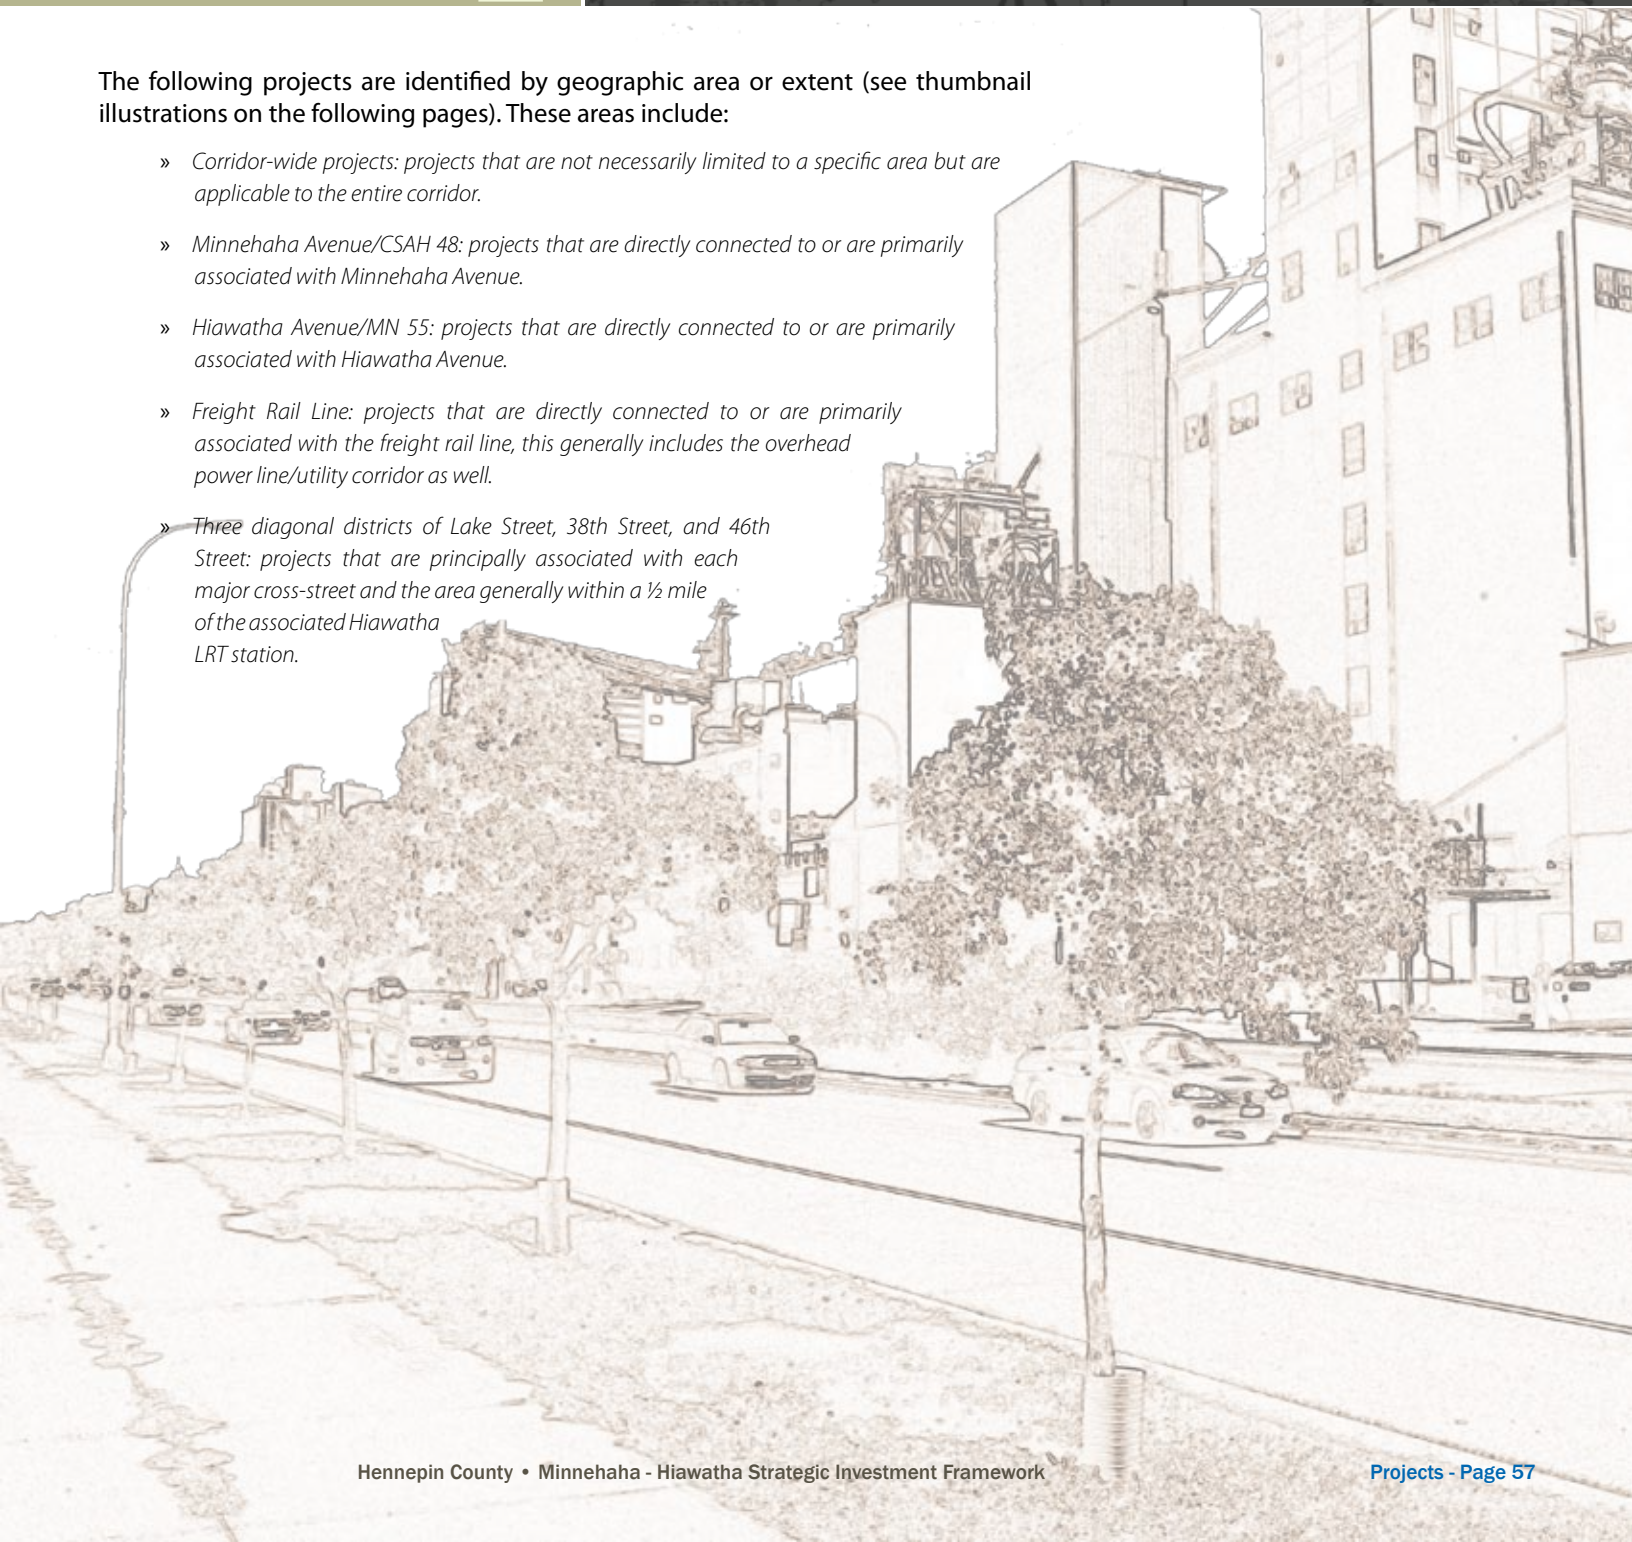 The following projects are identified by geographic area or extent (see thumbnail
illustrations on the following pages). These areas include:
» Corridor-wide projects: projects that are not necessarily limited to a specific area but are
applicable to the entire corridor.
» Minnehaha Avenue/CSAH 48: projects that are directly connected to or are primarily
associated with Minnehaha Avenue.
» Hiawatha Avenue/MN 55: projects that are directly connected to or are primarily
associated with Hiawatha Avenue.
» Freight Rail Line: projects that are directly connected to or are primarily
associated with the freight rail line, this generally includes the overhead
power line/utility corridor as well.
» Three diagonal districts of Lake Street, 38th Street, and 46th
Street: projects that are principally associated with each
major cross-street and the area generally within a ½ mile
of the associated Hiawatha
LRT station.
Hennepin County • Minnehaha - Hiawatha Strategic Investment Framework
Projects - Page 57